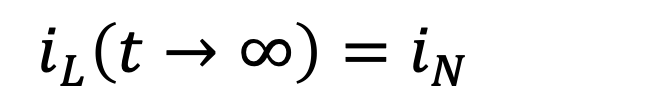 i_L(t → ∞) = i_N